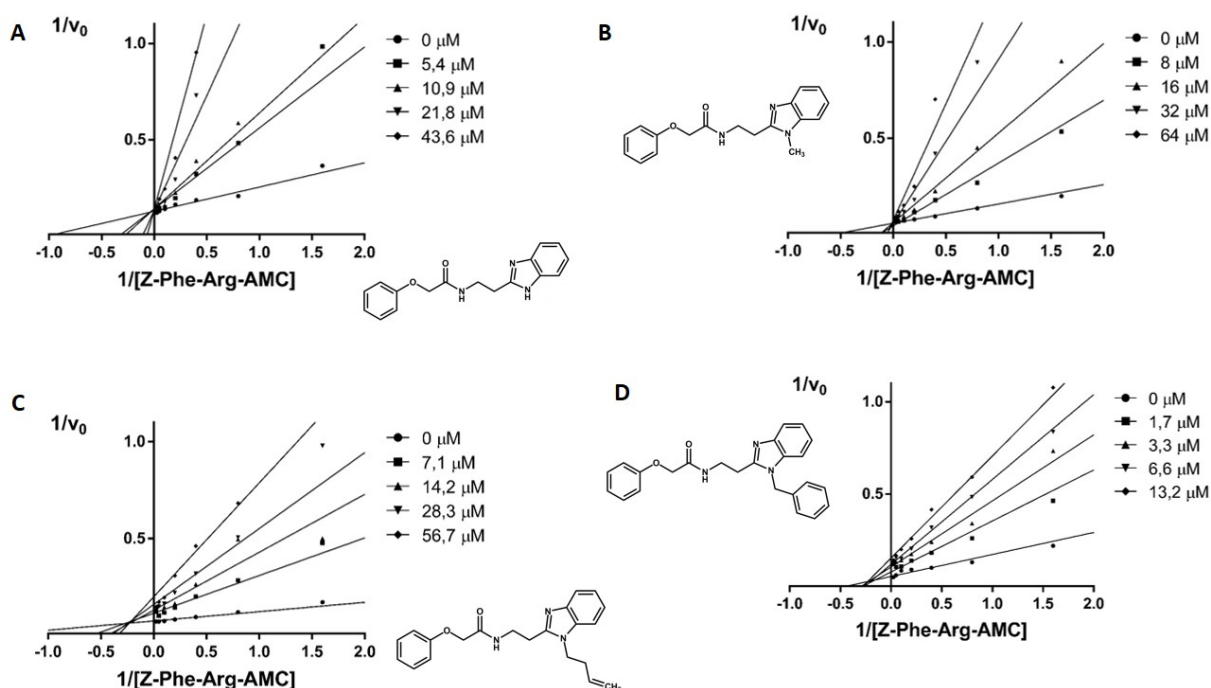 A
1/v₀
1.0
0.5
-1.0 -0.5 0.0 0.5 1.0 1.5 2.0
1/[Z-Phe-Arg-AMC]
0 µM
5,4 µM
10,9 µM
21,8 µM
43,6 µM
O
O
N
H
N
N
H
B
1/v₀
1.0
0.5
-1.0 -0.5 0.0 0.5 1.0 1.5 2.0
1/[Z-Phe-Arg-AMC]
0 µM
8 µM
16 µM
32 µM
64 µM
O
O
N
H
N
N
CH₃
C
1/v₀
1.0
0.5
-1.0 -0.5 0.0 0.5 1.0 1.5 2.0
1/[Z-Phe-Arg-AMC]
0 µM
7,1 µM
14,2 µM
28,3 µM
56,7 µM
O
O
N
H
N
N
CH₂
D
1/v₀
1.0
0.5
-1.0 -0.5 0.0 0.5 1.0 1.5 2.0
1/[Z-Phe-Arg-AMC]
0 µM
1,7 µM
3,3 µM
6,6 µM
13,2 µM
O
O
N
H
N
N